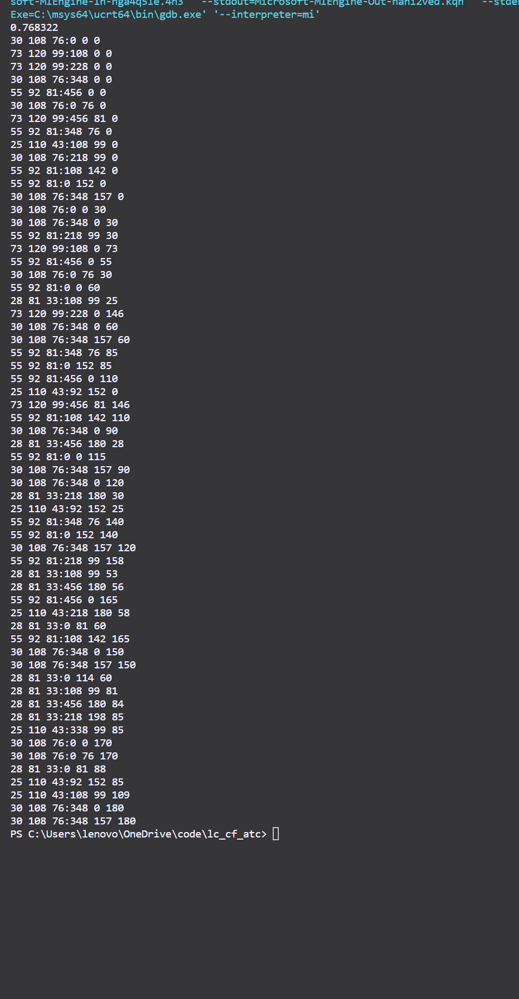 soft-MIEngine-In-hga4q5le.4h3   --stdout=Microsoft-MIEngine-Out-hani2ved.kqh
Exe=C:\msys64\ucrt64\bin\gdb.exe' '--interpreter=mi'
0.768322
30 108 76:0 0 0
73 120 99:108 0 0
73 120 99:228 0 0
30 108 76:348 0 0
55 92 81:456 0 0
30 108 76:0 76 0
73 120 99:456 81 0
55 92 81:348 76 0
25 110 43:108 99 0
30 108 76:218 99 0
55 92 81:108 142 0
55 92 81:0 152 0
30 108 76:348 157 0
30 108 76:0 0 30
30 108 76:348 0 30
55 92 81:218 99 30
73 120 99:108 0 73
55 92 81:456 0 55
30 108 76:0 76 30
55 92 81:0 0 60
28 81 33:108 99 25
73 120 99:228 0 146
30 108 76:348 0 60
30 108 76:348 157 60
55 92 81:348 76 85
55 92 81:0 152 85
55 92 81:456 0 110
25 110 43:92 152 0
73 120 99:456 81 146
55 92 81:108 142 110
30 108 76:348 0 90
28 81 33:456 180 28
55 92 81:0 0 115
30 108 76:348 157 90
30 108 76:348 0 120
28 81 33:218 180 30
25 110 43:92 152 25
55 92 81:348 76 140
55 92 81:0 152 140
30 108 76:348 157 120
55 92 81:218 99 158
28 81 33:108 99 53
28 81 33:456 180 56
55 92 81:456 0 165
25 110 43:218 180 58
28 81 33:0 81 60
55 92 81:108 142 165
30 108 76:348 0 150
30 108 76:348 157 150
28 81 33:0 114 60
28 81 33:108 99 81
28 81 33:456 180 84
28 81 33:218 198 85
25 110 43:338 99 85
30 108 76:0 0 170
30 108 76:0 76 170
28 81 33:0 81 88
25 110 43:92 152 85
25 110 43:108 99 109
30 108 76:348 0 180
30 108 76:348 157 180
PS C:\Users\lenovo\OneDrive\code\lc_cf_atc>